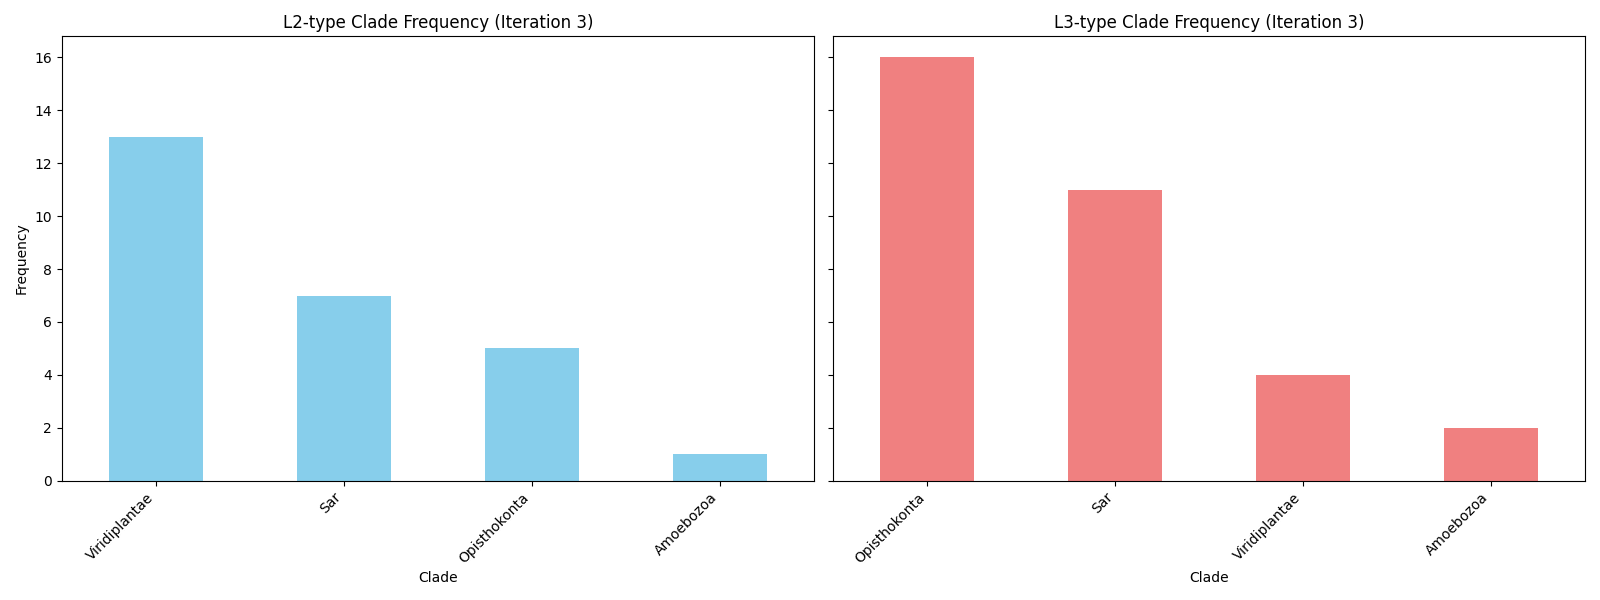 L2-type Clade Frequency (Iteration 3)
Frequency
16
14
12
10
8
6
4
2
0
Viridiplantae
Sar
Opisthokonta
Amoebozoa
Clade
L3-type Clade Frequency (Iteration 3)
Opisthokonta
Sar
Viridiplantae
Amoebozoa
Clade